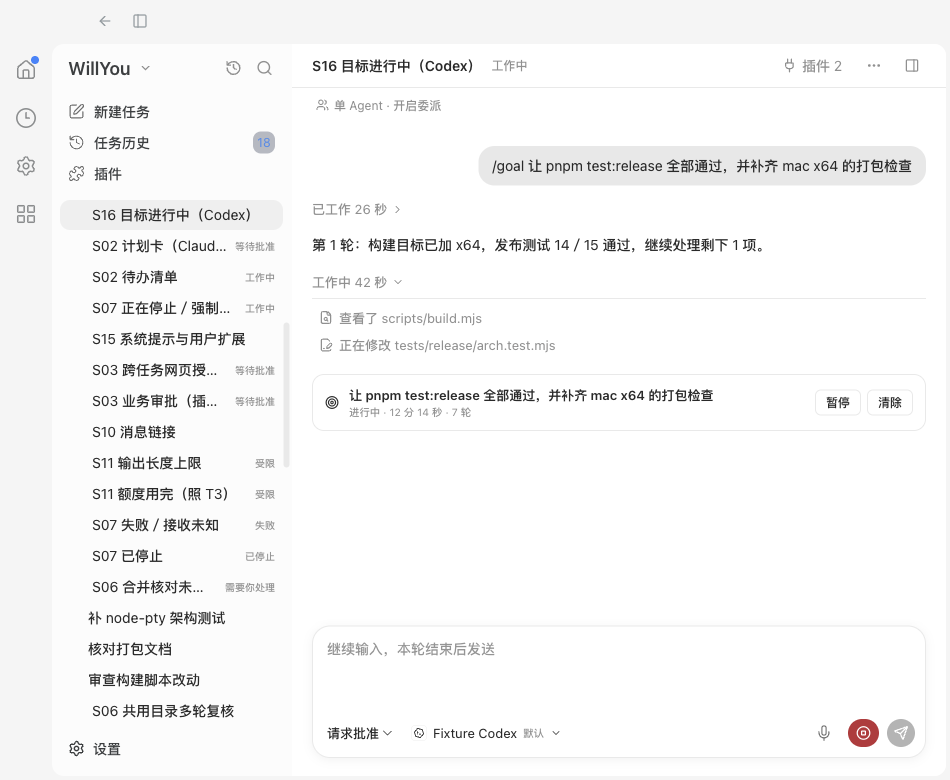 WillYou
新建任务
任务历史
18
插件
S16 目标进行中（Codex）
S02 计划卡（Claud... 等待批准
S02 待办清单 工作中
S07 正在停止 / 强制... 工作中
S15 系统提示与用户扩展
S03 跨任务网页授... 等待批准
S03 业务审批（插... 等待批准
S10 消息链接
S11 输出长度上限 受限
S11 额度用完（照 T3） 受限
S07 失败 / 接收未知 失败
S07 已停止 已停止
S06 合并核对未... 需要你处理
补 node-pty 架构测试
核对打包文档
审查构建脚本改动
S06 共用目录多轮复核
设置
S16 目标进行中（Codex） 工作中
插件 2
单 Agent · 开启委派
/goal 让 pnpm test:release 全部通过，并补齐 mac x64 的打包检查
已工作 26 秒
第 1 轮：构建目标已加 x64，发布测试 14 / 15 通过，继续处理剩下 1 项。
工作中 42 秒
查看了 scripts/build.mjs
正在修改 tests/release/arch.test.mjs
让 pnpm test:release 全部通过，并补齐 mac x64 的打包检查
进行中 · 12 分 14 秒 · 7 轮
暂停
清除
继续输入，本轮结束后发送
请求批准
Fixture Codex 默认